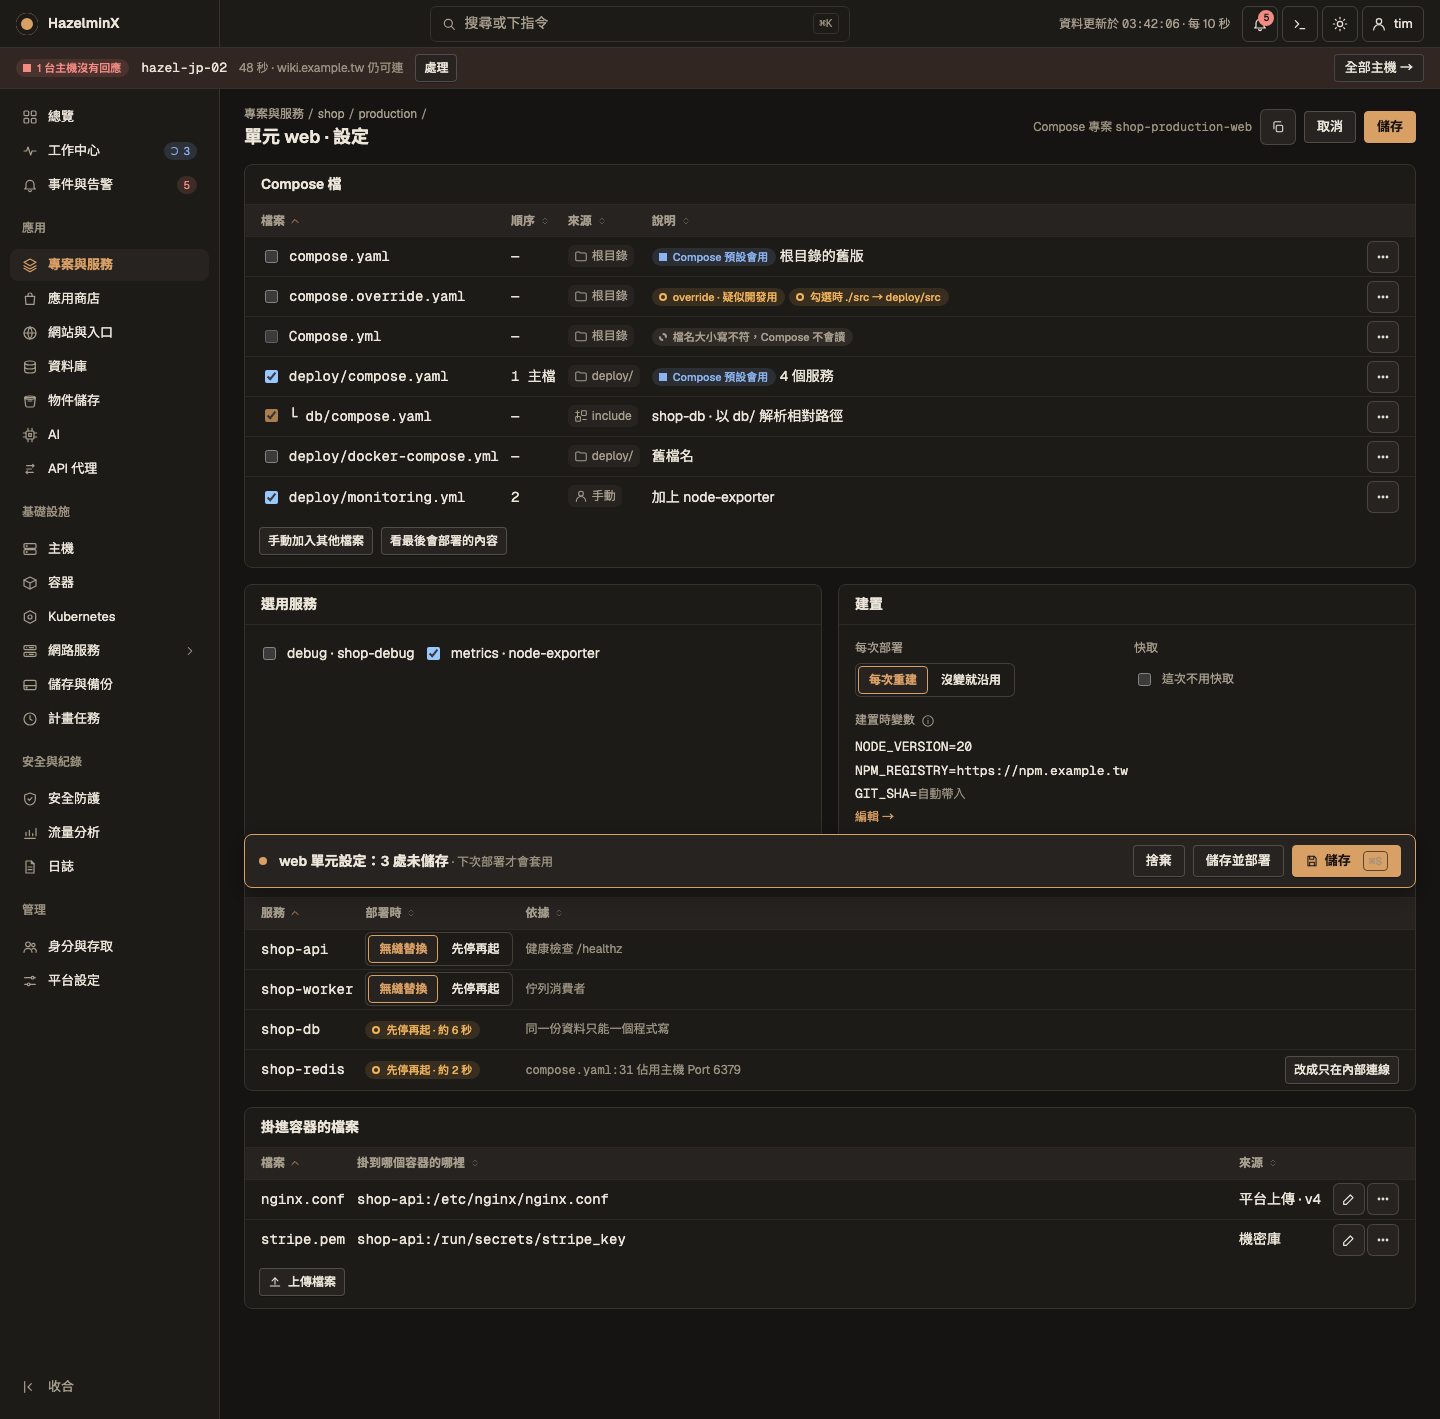 HazelminX
搜尋或下指令 ⌘K
資料更新於 03:42:06 · 每 10 秒
5
tim
1 台主機沒有回應 hazel-jp-02 48 秒 · wiki.example.tw 仍可連 處理
全部主機 →
總覽
工作中心 3
事件與告警 5
應用
專案與服務
應用商店
網站與入口
資料庫
物件儲存
AI
API 代理
基礎設施
主機
容器
Kubernetes
網路服務
儲存與備份
計畫任務
安全與紀錄
安全防護
流量分析
日誌
管理
身分與存取
平台設定
收合
專案與服務 / shop / production /
單元 web · 設定
Compose 專案 shop-production-web
取消
儲存
Compose 檔
檔案 順序 來源 說明
compose.yaml — 根目錄 Compose 預設會用 根目錄的舊版
compose.override.yaml — 根目錄 override · 疑似開發用 勾選時 ./src → deploy/src
Compose.yml — 根目錄 檔名大小寫不符，Compose 不會讀
deploy/compose.yaml 1 主檔 deploy/ Compose 預設會用 4 個服務
└ db/compose.yaml — include shop-db · 以 db/ 解析相對路徑
deploy/docker-compose.yml — deploy/ 舊檔名
deploy/monitoring.yml 2 手動 加上 node-exporter
手動加入其他檔案 看最後會部署的內容
選用服務
debug · shop-debug metrics · node-exporter
建置
每次部署 快取
每次重建 沒變就沿用 這次不用快取
建置時變數
NODE_VERSION=20
NPM_REGISTRY=https://npm.example.tw
GIT_SHA=自動帶入
編輯 →
web 單元設定：3 處未儲存 · 下次部署才會套用
捨棄 儲存並部署 儲存 ⌘S
服務 部署時 依據
shop-api 無縫替換 先停再起 健康檢查 /healthz
shop-worker 無縫替換 先停再起 佇列消費者
shop-db 先停再起 · 約 6 秒 同一份資料只能一個程式寫
shop-redis 先停再起 · 約 2 秒 compose.yaml:31 佔用主機 Port 6379 改成只在內部連線
掛進容器的檔案
檔案 掛到哪個容器的哪裡 來源
nginx.conf shop-api:/etc/nginx/nginx.conf 平台上傳 · v4
stripe.pem shop-api:/run/secrets/stripe_key 機密庫
上傳檔案